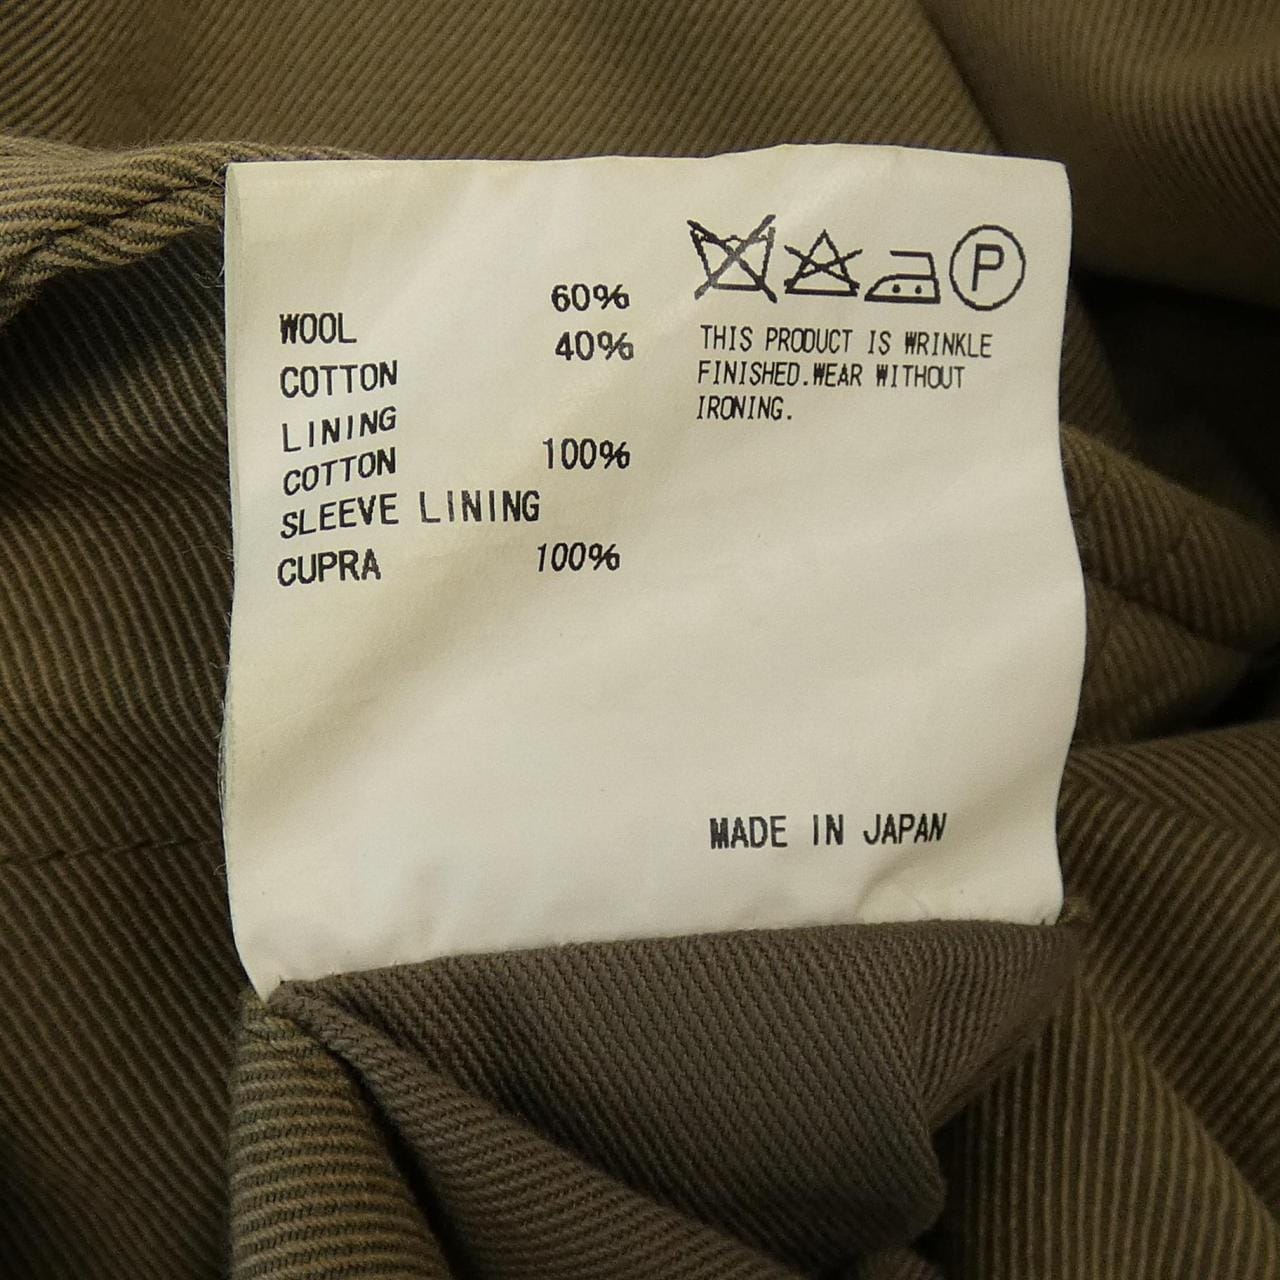 WOOL 60%
COTTON 40%
LINING
COTTON 100%
SLEEVE LINING
CUPRA 100%
P
THIS PRODUCT IS WRINKLE
FINISHED.WEAR WITHOUT
IRONING.
MADE IN JAPAN